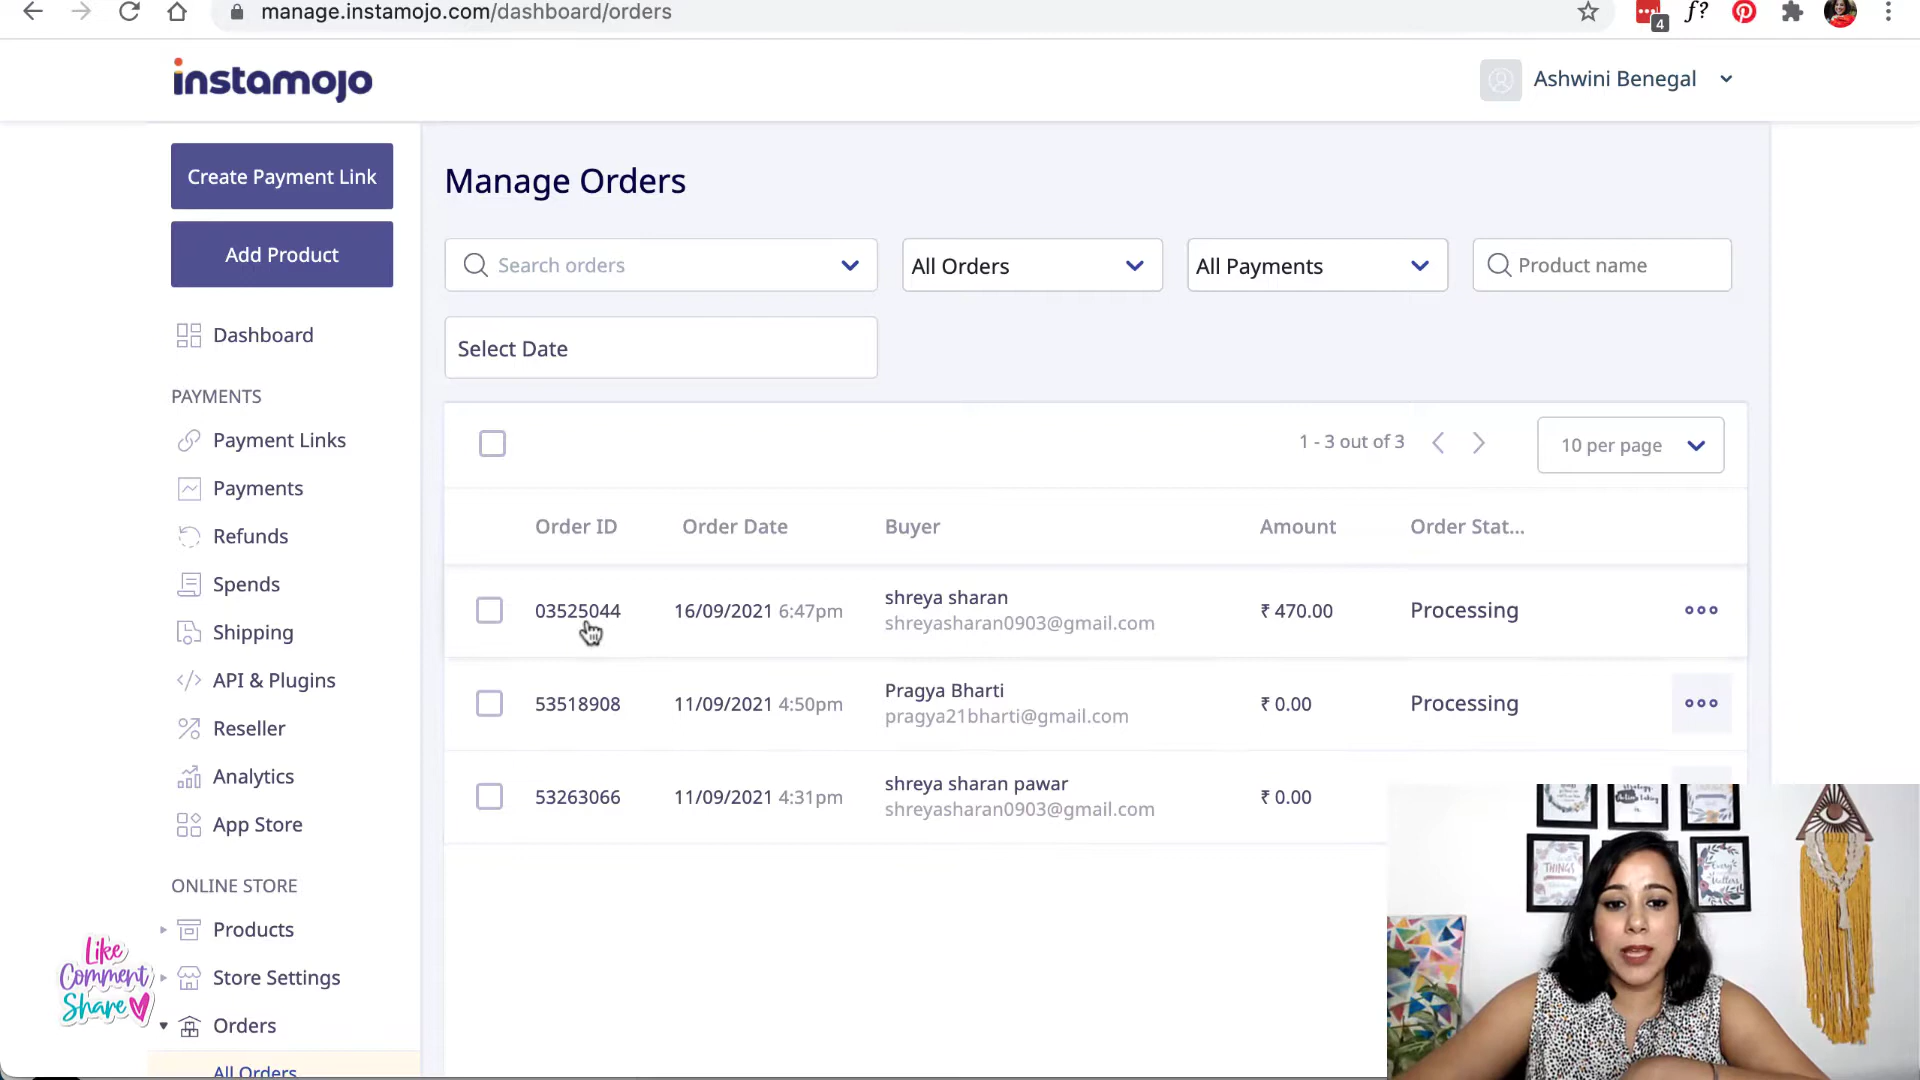 manage.instamojo.com/dashboard/orders
4
f?
instamojo
Ashwini Benegal
Create Payment Link
Add Product
Dashboard
PAYMENTS
Payment Links
Payments
Refunds
Spends
Shipping
API & Plugins
Reseller
Analytics
App Store
ONLINE STORE
Products
Store Settings
Orders
All Orders
Like
Comment
Share
Manage Orders
Search orders
All Orders
All Payments
Product name
Select Date
1 - 3 out of 3
10 per page
Order ID Order Date Buyer Amount Order Stat...
03525044 16/09/2021 6:47pm shreya sharan ₹ 470.00 Processing
shreyasharan0903@gmail.com
53518908 11/09/2021 4:50pm Pragya Bharti ₹ 0.00 Processing
pragya21bharti@gmail.com
53263066 11/09/2021 4:31pm shreya sharan pawar ₹ 0.00
shreyasharan0903@gmail.com
THINGS